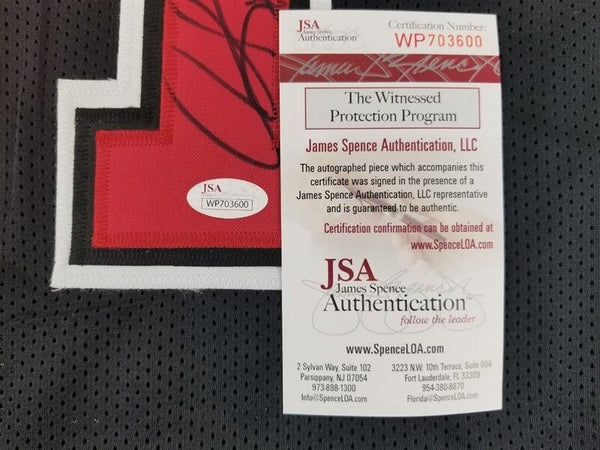 JSA
James Spence
Authentication
Certification Number:
WP703600
James Spence
The Witnessed
Protection Program
James Spence Authentication, LLC
The autographed piece which accompanies this
certificate was signed in the presence of a
James Spence Authentication, LLC representative
and is guaranteed to be authentic.
Certification confirmation can be obtained at
www.SpenceLOA.com
JSA
James Spence
Authentication
follow the leader
www.SpenceLOA.com
2 Sylvan Way, Suite 102
Parsippany, NJ 07054
973-898-1300
Info@SpenceLOA.com
3223 N.W. 10th Terrace, Suite 604
Fort Lauderdale, FL 33309
954-380-8670
Florida@SpenceLOA.com
JSA
WP703600